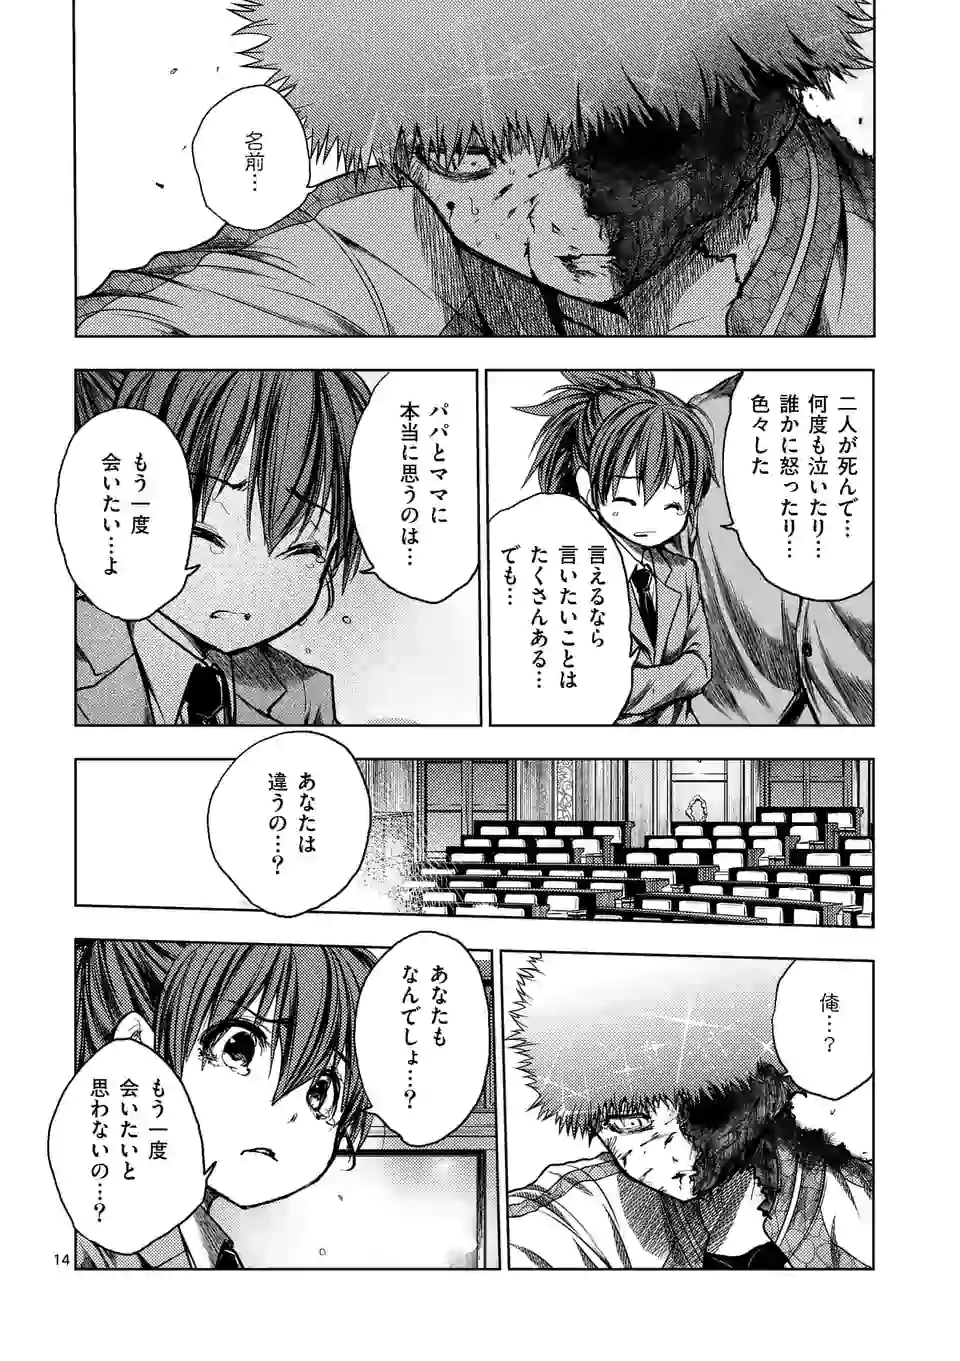 名前…
二人が死んで…
何度も泣いたり…
誰かに怒ったり…
色々した
言えるなら
言いたいことは
たくさんある…
でも…
パパとママに
本当に思うのは…
もう一度
会いたい…よ
あなたは
違うの…?
俺…?
あなたも
なんでしょ…?
もう一度
会いたいと
思わないの…?
14